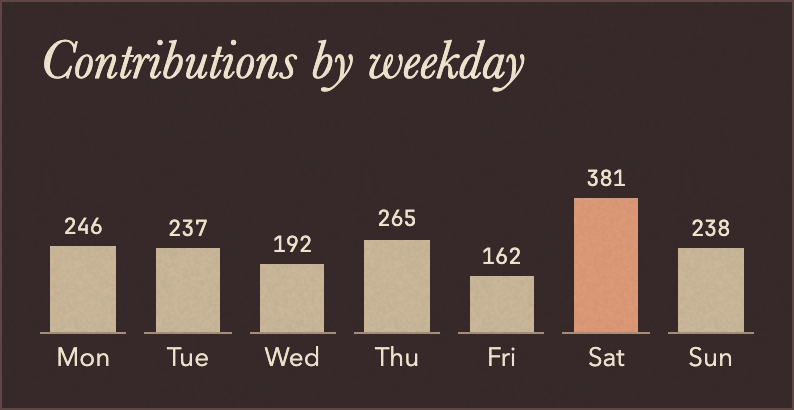 Contributions by weekday
246 237 192 265 162 381 238
Mon Tue Wed Thu Fri Sat Sun